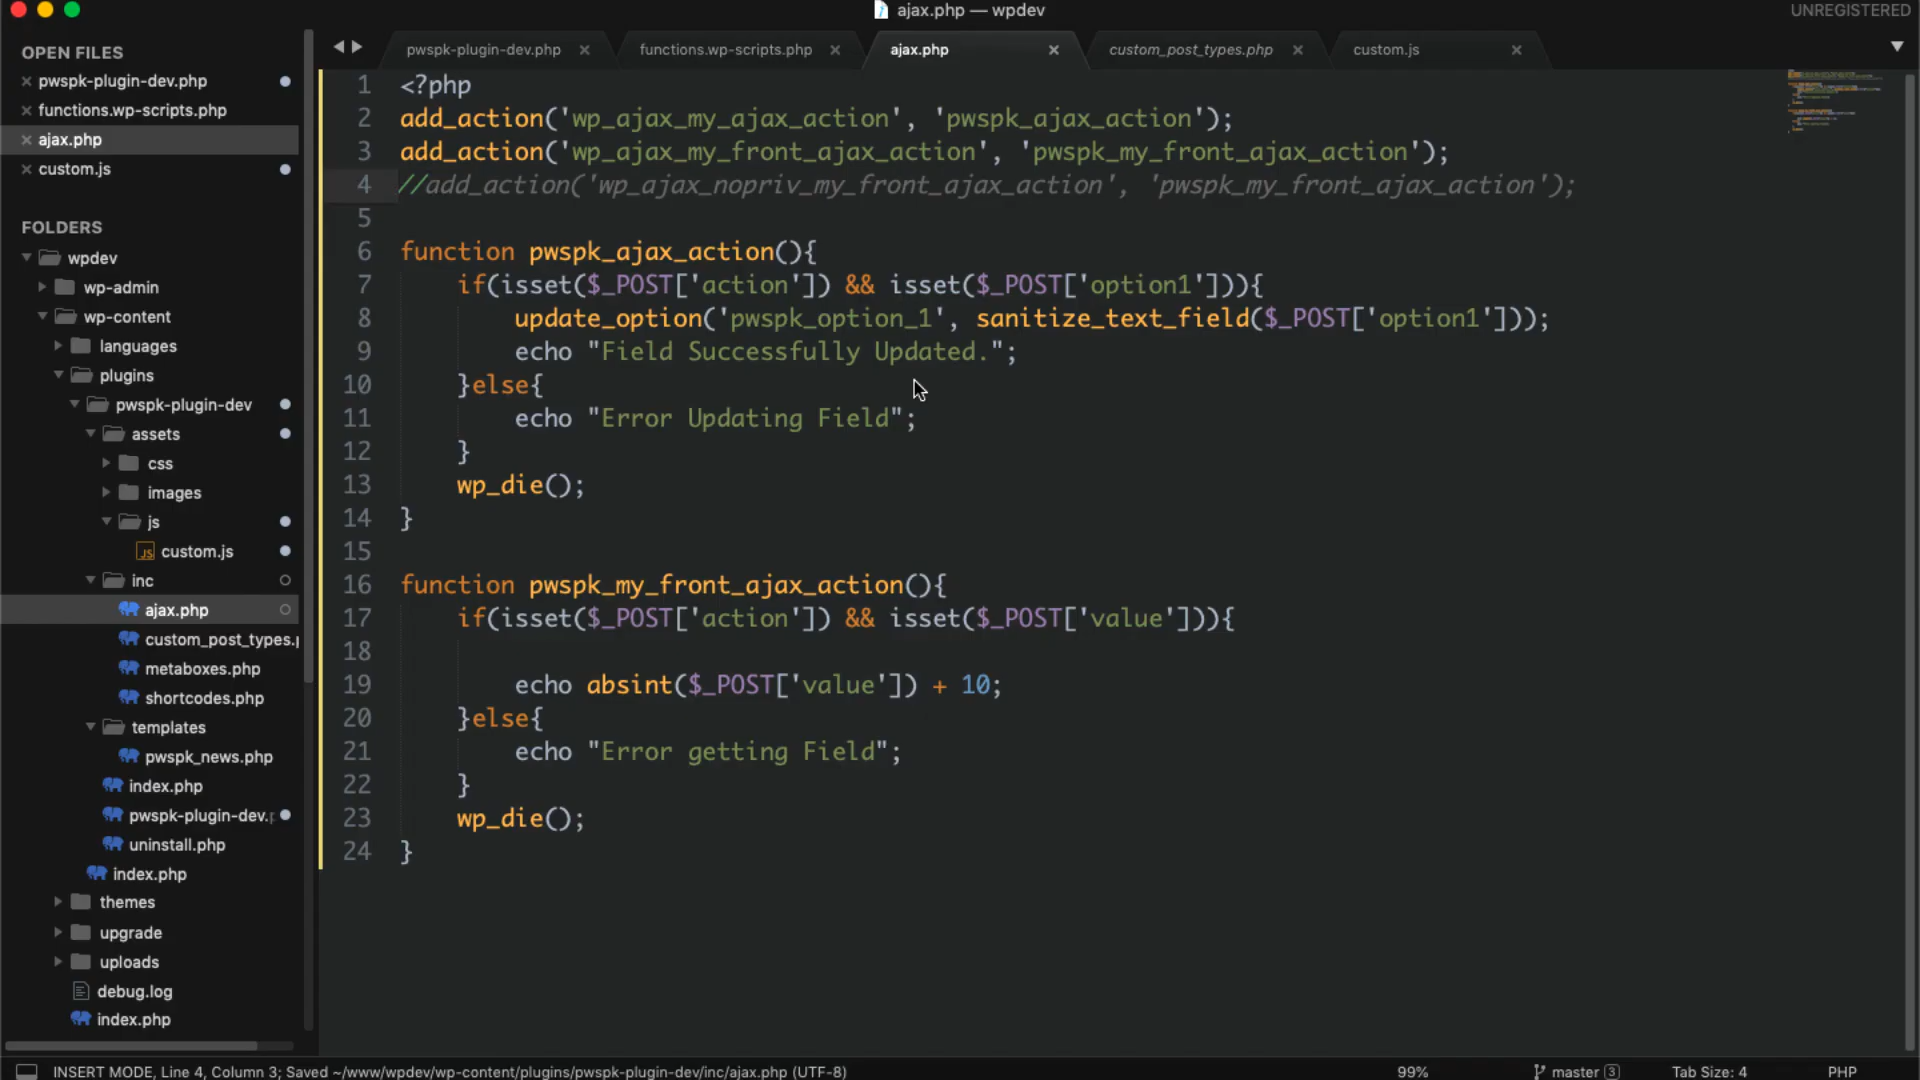 ajax.php — wpdev
UNREGISTERED
OPEN FILES
pwspk-plugin-dev.php
functions.wp-scripts.php
ajax.php
custom.js
FOLDERS
wpdev
wp-admin
wp-content
languages
plugins
pwspk-plugin-dev
assets
css
images
js
JS custom.js
inc
ajax.php
custom_post_types.p
metaboxes.php
shortcodes.php
templates
pwspk_news.php
index.php
pwspk-plugin-dev.p
uninstall.php
index.php
themes
upgrade
uploads
debug.log
index.php
pwspk-plugin-dev.php
functions.wp-scripts.php
ajax.php
custom_post_types.php
custom.js
1 <?php
2 add_action('wp_ajax_my_ajax_action', 'pwspk_ajax_action');
3 add_action('wp_ajax_my_front_ajax_action', 'pwspk_my_front_ajax_action');
4 //add_action('wp_ajax_nopriv_my_front_ajax_action', 'pwspk_my_front_ajax_action');
5
6 function pwspk_ajax_action(){
7 if(isset($_POST['action']) && isset($_POST['option1'])){
8 update_option('pwspk_option_1', sanitize_text_field($_POST['option1']));
9 echo "Field Successfully Updated.";
10 }else{
11 echo "Error Updating Field";
12 }
13 wp_die();
14 }
15
16 function pwspk_my_front_ajax_action(){
17 if(isset($_POST['action']) && isset($_POST['value'])){
18
19 echo absint($_POST['value']) + 10;
20 }else{
21 echo "Error getting Field";
22 }
23 wp_die();
24 }
INSERT MODE, Line 4, Column 3; Saved ~/www/wpdev/wp-content/plugins/pwspk-plugin-dev/inc/ajax.php (UTF-8)
99%
master 3
Tab Size: 4
PHP